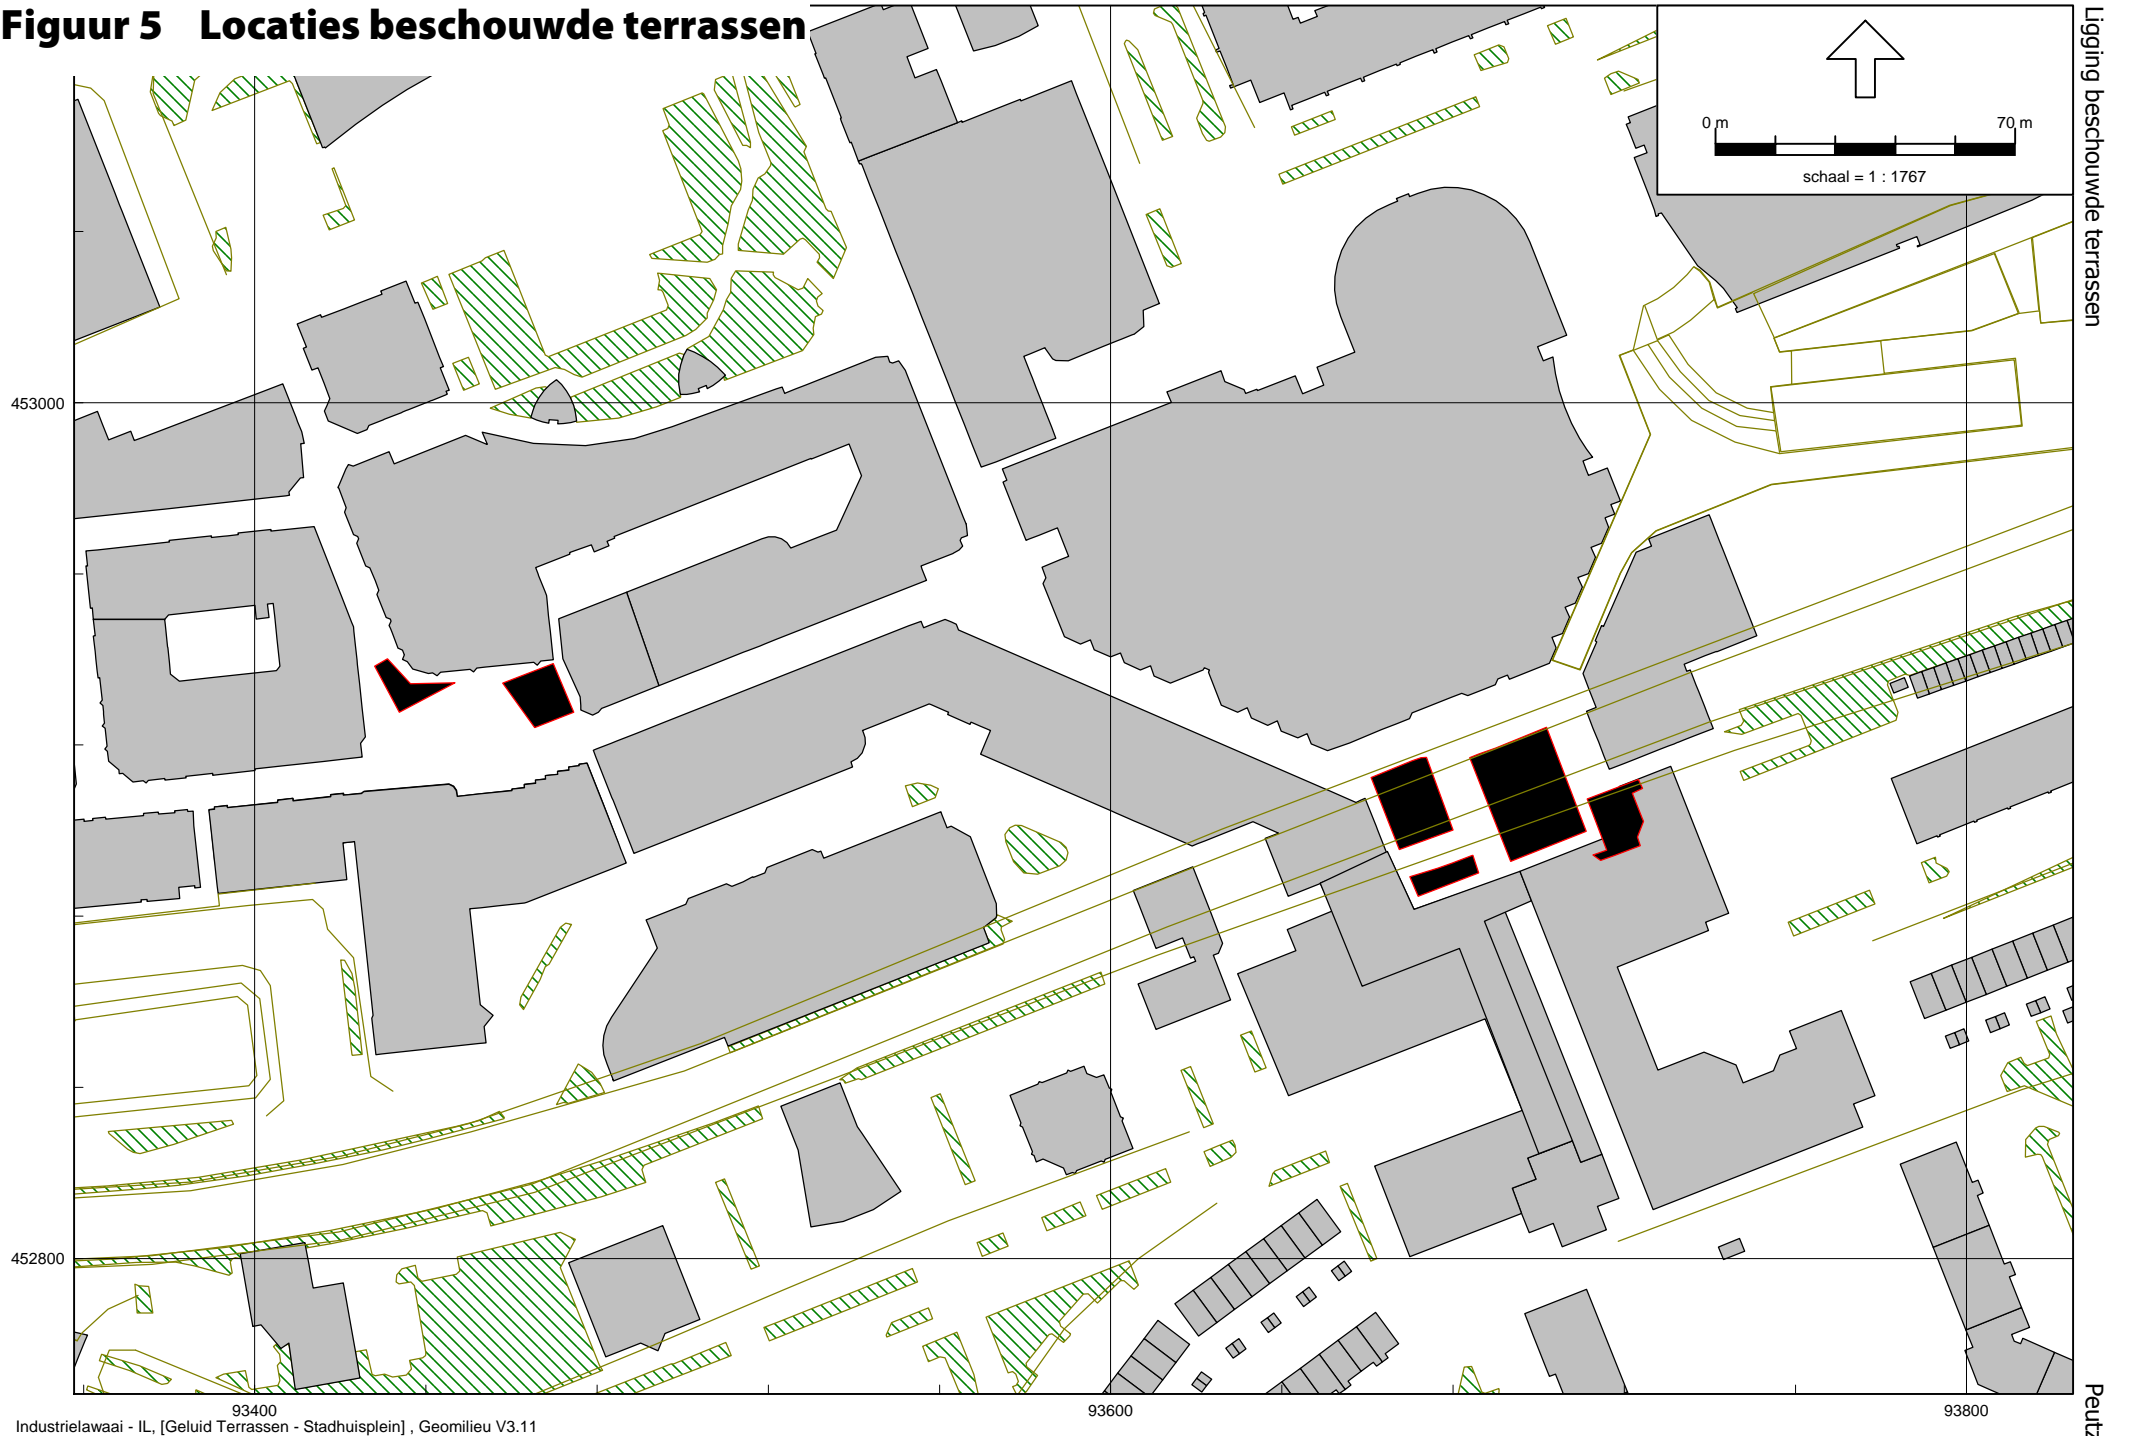 Figuur 5 Locaties beschouwde terrassen
0 m 70 m
schaal = 1 : 1767
Ligging beschouwde terrassen
453000
452800
93400 93600 93800
Industrielawaai - IL, [Geluid Terrassen - Stadhuisplein] , Geomilieu V3.11
Peutz